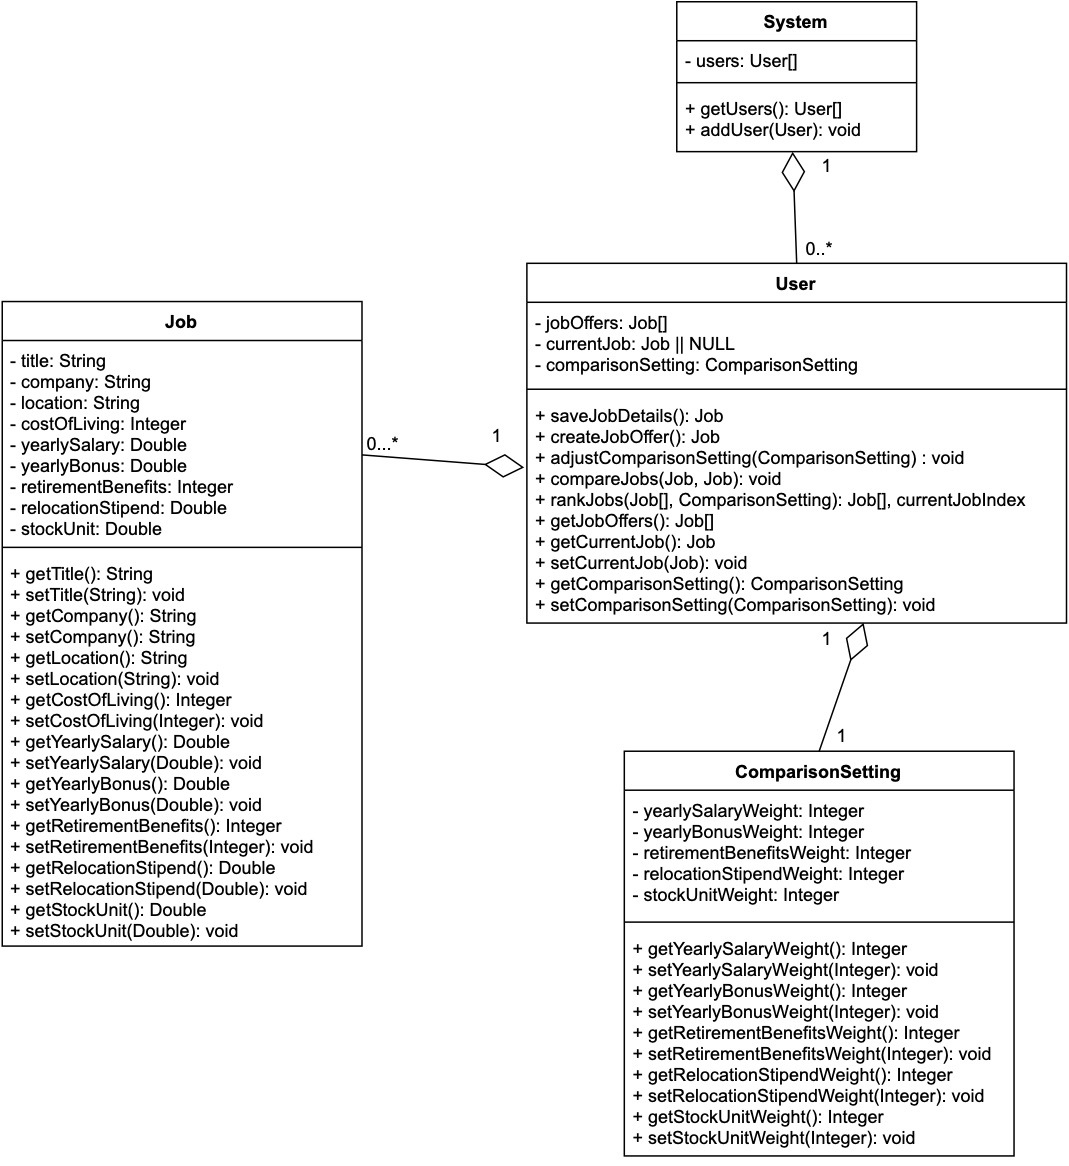 System
- users: User[]
+ getUsers(): User[]
+ addUser(User): void
1
0..*
User
- jobOffers: Job[]
- currentJob: Job || NULL
- comparisonSetting: ComparisonSetting
+ saveJobDetails(): Job
+ createJobOffer(): Job
+ adjustComparisonSetting(ComparisonSetting) : void
+ compareJobs(Job, Job): void
+ rankJobs(Job[], ComparisonSetting): Job[], currentJobIndex
+ getJobOffers(): Job[]
+ getCurrentJob(): Job
+ setCurrentJob(Job): void
+ getComparisonSetting(): ComparisonSetting
+ setComparisonSetting(ComparisonSetting): void
1
0...*
Job
- title: String
- company: String
- location: String
- costOfLiving: Integer
- yearlySalary: Double
- yearlyBonus: Double
- retirementBenefits: Integer
- relocationStipend: Double
- stockUnit: Double
+ getTitle(): String
+ setTitle(String): void
+ getCompany(): String
+ setCompany(): String
+ getLocation(): String
+ setLocation(String): void
+ getCostOfLiving(): Integer
+ setCostOfLiving(Integer): void
+ getYearlySalary(): Double
+ setYearlySalary(Double): void
+ getYearlyBonus(): Double
+ setYearlyBonus(Double): void
+ getRetirementBenefits(): Integer
+ setRetirementBenefits(Integer): void
+ getRelocationStipend(): Double
+ setRelocationStipend(Double): void
+ getStockUnit(): Double
+ setStockUnit(Double): void
1
1
ComparisonSetting
- yearlySalaryWeight: Integer
- yearlyBonusWeight: Integer
- retirementBenefitsWeight: Integer
- relocationStipendWeight: Integer
- stockUnitWeight: Integer
+ getYearlySalaryWeight(): Integer
+ setYearlySalaryWeight(Integer): void
+ getYearlyBonusWeight(): Integer
+ setYearlyBonusWeight(Integer): void
+ getRetirementBenefitsWeight(): Integer
+ setRetirementBenefitsWeight(Integer): void
+ getRelocationStipendWeight(): Integer
+ setRelocationStipendWeight(Integer): void
+ getStockUnitWeight(): Integer
+ setStockUnitWeight(Integer): void